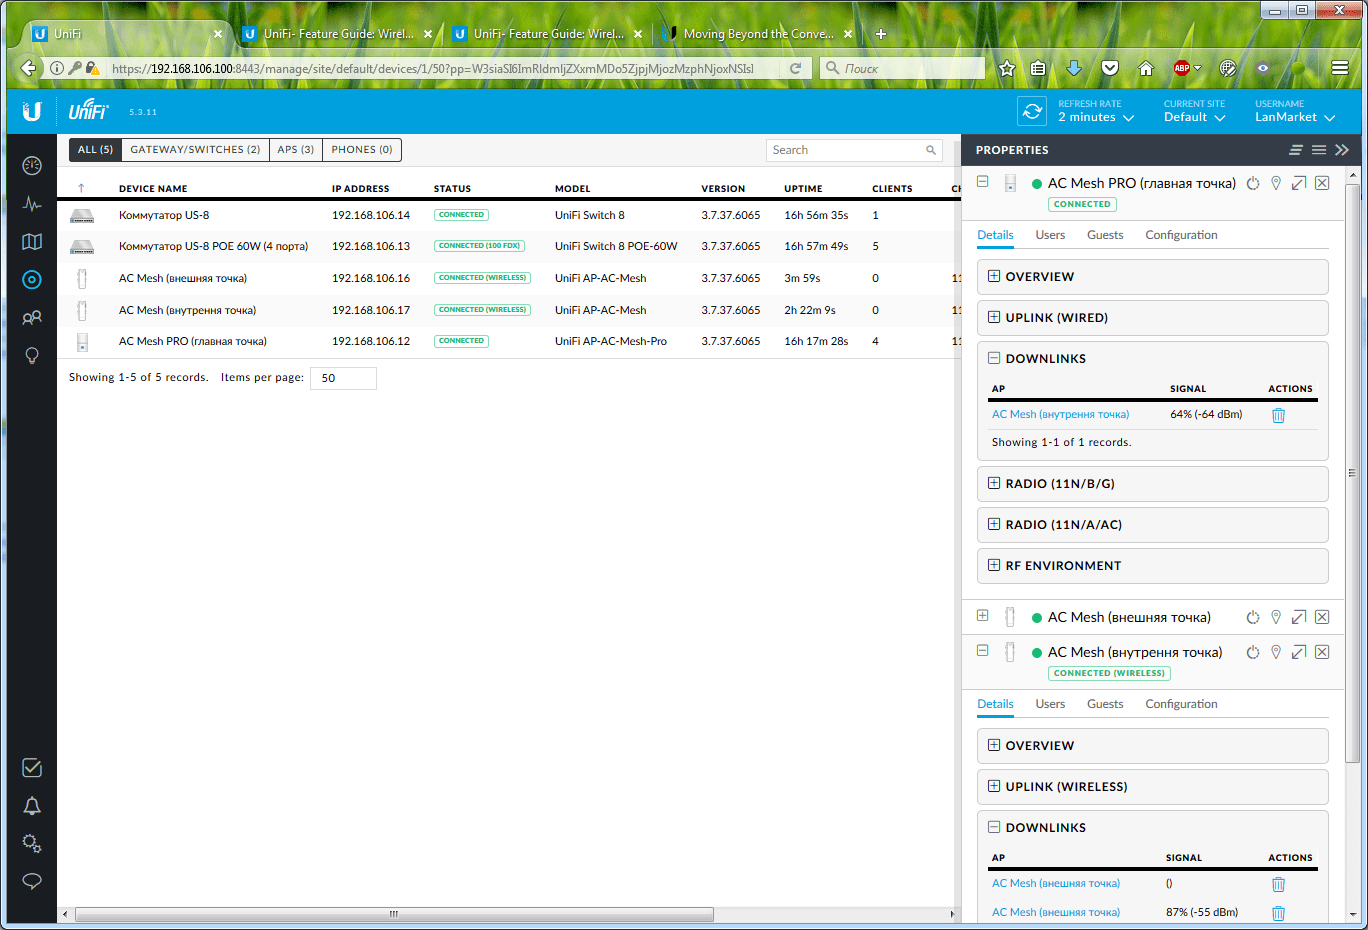 UniFi
UniFi- Feature Guide: Wirel...
UniFi- Feature Guide: Wirel...
Moving Beyond the Conve...
https://192.168.106.100:8443/manage/site/default/devices/1/50?pp=
Поиск
ABP
UniFi
5.3.11
REFRESH RATE
2 minutes
CURRENT SITE
Default
USERNAME
LanMarket
ALL (5)
GATEWAY/SWITCHES (2)
APS (3)
PHONES (0)
Search
DEVICE NAME IP ADDRESS STATUS MODEL VERSION UPTIME CLIENTS CH
Коммутатор US-8 192.168.106.14 CONNECTED UniFi Switch 8 3.7.37.6065 16h 56m 35s 1
Коммутатор US-8 POE 60W (4 порта) 192.168.106.13 CONNECTED (100 FDX) UniFi Switch 8 POE-60W 3.7.37.6065 16h 57m 49s 5
AC Mesh (внешняя точка) 192.168.106.16 CONNECTED (WIRELESS) UniFi AP-AC-Mesh 3.7.37.6065 3m 59s 0 11
AC Mesh (внутрення точка) 192.168.106.17 CONNECTED (WIRELESS) UniFi AP-AC-Mesh 3.7.37.6065 2h 22m 9s 0 11
AC Mesh PRO (главная точка) 192.168.106.12 CONNECTED UniFi AP-AC-Mesh-Pro 3.7.37.6065 16h 17m 28s 4 11
Showing 1-5 of 5 records. Items per page: 50
PROPERTIES
AC Mesh PRO (главная точка)
CONNECTED
Details Users Guests Configuration
OVERVIEW
UPLINK (WIRED)
DOWNLINKS
AP SIGNAL ACTIONS
AC Mesh (внутрення точка) 64% (-64 dBm)
Showing 1-1 of 1 records.
RADIO (11N/B/G)
RADIO (11N/A/AC)
RF ENVIRONMENT
AC Mesh (внешняя точка)
AC Mesh (внутрення точка)
CONNECTED (WIRELESS)
Details Users Guests Configuration
OVERVIEW
UPLINK (WIRELESS)
DOWNLINKS
AP SIGNAL ACTIONS
AC Mesh (внешняя точка) ()
AC Mesh (внешняя точка) 87% (-55 dBm)